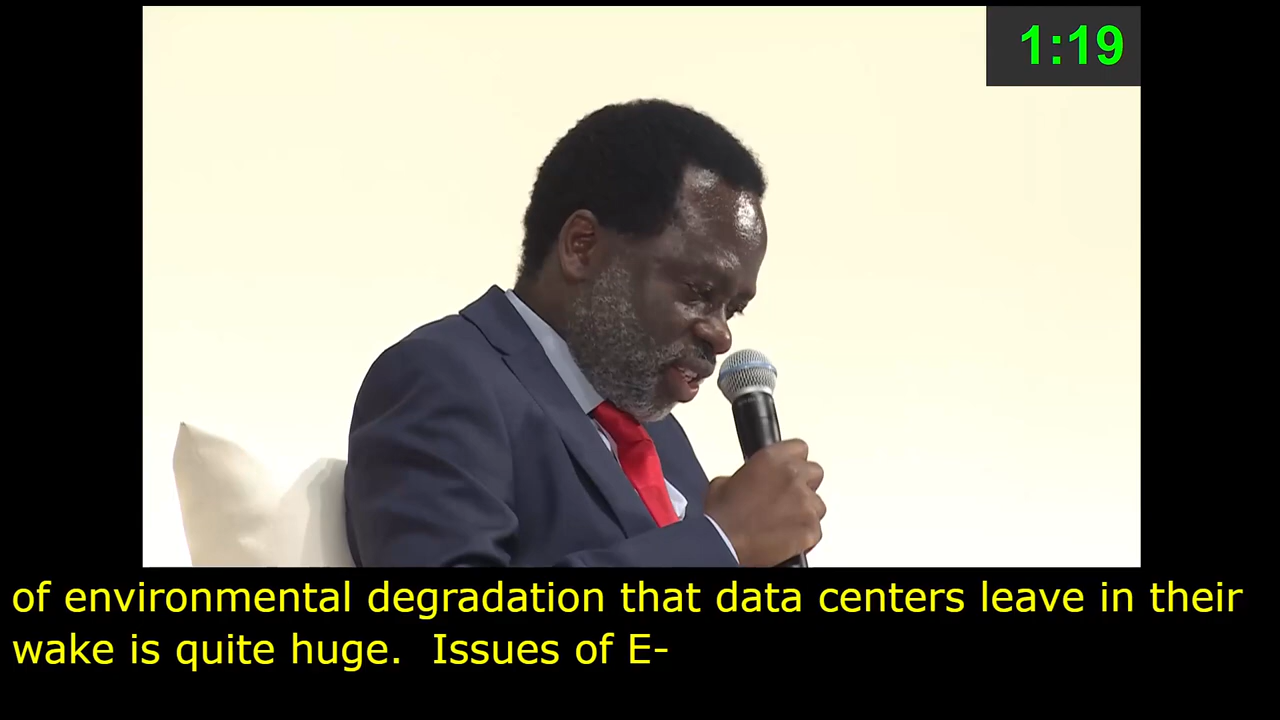 1:19
of environmental degradation that data centers leave in their
wake is quite huge.  Issues of E-